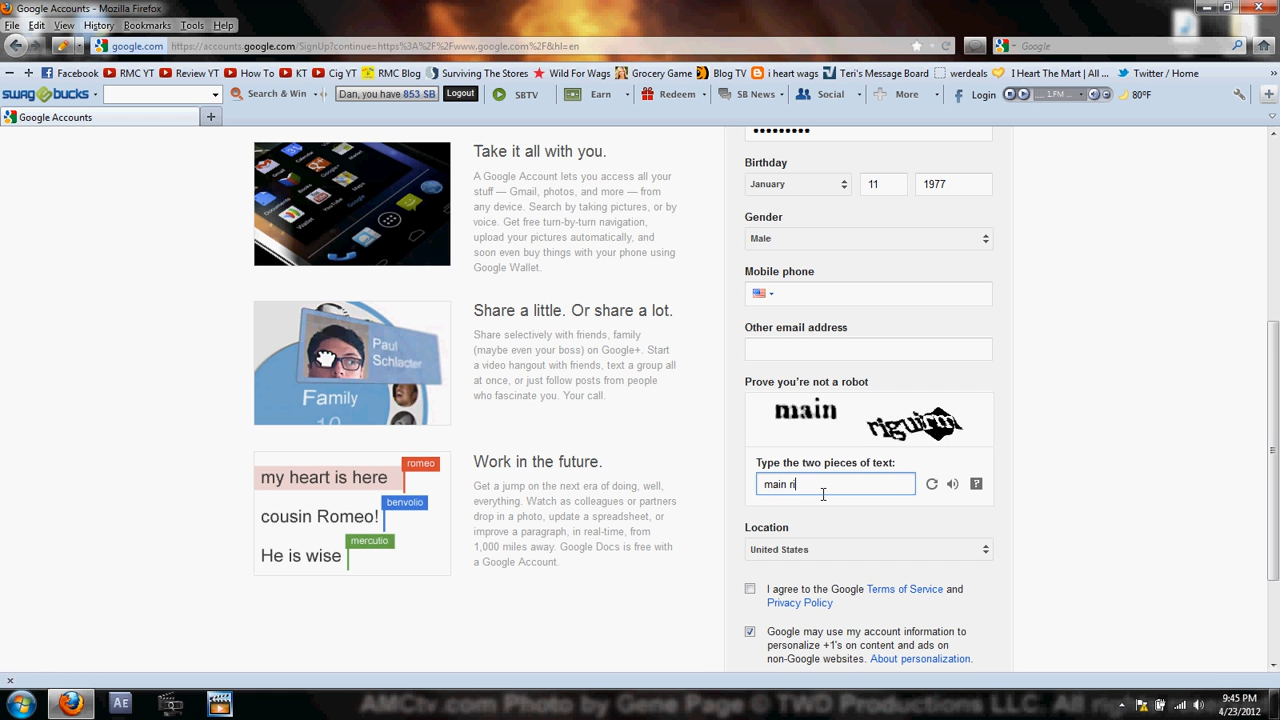 Google Accounts - Mozilla Firefox
File Edit View History Bookmarks Tools Help
google.com https://accounts.google.com/SignUp?continue=https%3A%2F%2Fwww.google.com%2F&hl=en Google
Facebook RMC YT Review YT How To KT Cig YT RMC Blog Surviving The Stores Wild For Wags Grocery Game Blog TV i heart wags Teri's Message Board werdeals I Heart The Mart | All ... Twitter / Home
swagbucks Search & Win Dan, you have 853 SB Logout SBTV Earn Redeem SB News Social More Login 1.FM 80°F
Google Accounts
Take it all with you.
A Google Account lets you access all your
stuff — Gmail, photos, and more — from
any device. Search by taking pictures, or by
voice. Get free turn-by-turn navigation,
upload your pictures automatically, and
soon even buy things with your phone using
Google Wallet.
Share a little. Or share a lot.
Share selectively with friends, family
(maybe even your boss) on Google+. Start
a video hangout with friends, text a group all
at once, or just follow posts from people
who fascinate you. Your call.
Paul
Schlacter
Family
10
Work in the future.
Get a jump on the next era of doing, well,
everything. Watch as colleagues or partners
drop in a photo, update a spreadsheet, or
improve a paragraph, in real-time, from
1,000 miles away. Google Docs is free with
a Google Account.
romeo
my heart is here
benvolio
cousin Romeo!
mercutio
He is wise
Birthday
January 11 1977
Gender
Male
Mobile phone
Other email address
Prove you're not a robot
main
Type the two pieces of text:
main ri
Location
United States
I agree to the Google Terms of Service and
Privacy Policy
Google may use my account information to
personalize +1's on content and ads on
non-Google websites. About personalization.
9:45 PM
4/23/2012